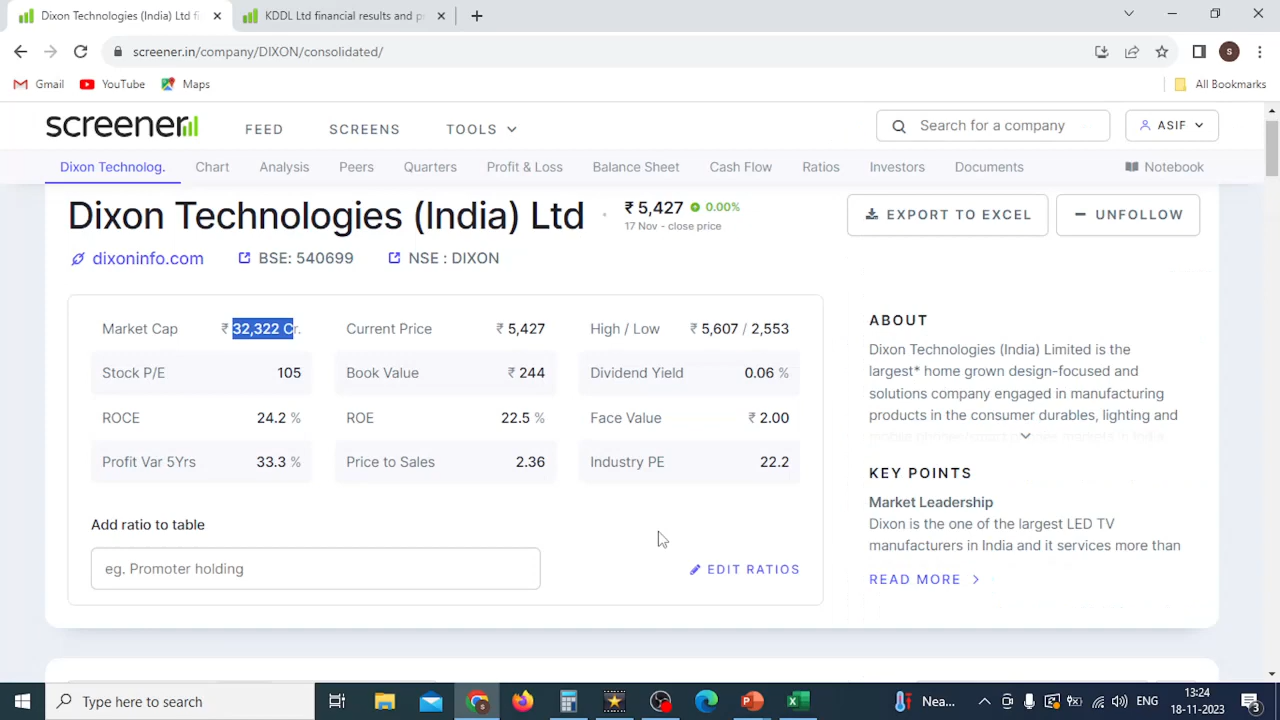 Dixon Technologies (India) Ltd fi
KDDL Ltd financial results and pr
screener.in/company/DIXON/consolidated/
S
Gmail YouTube Maps All Bookmarks
screener FEED SCREENS TOOLS Search for a company ASIF
Dixon Technolog. Chart Analysis Peers Quarters Profit & Loss Balance Sheet Cash Flow Ratios Investors Documents Notebook
Dixon Technologies (India) Ltd ₹ 5,427 0.00%
17 Nov - close price
EXPORT TO EXCEL UNFOLLOW
dixoninfo.com BSE: 540699 NSE : DIXON
Market Cap ₹ 32,322 Cr. Current Price ₹ 5,427 High / Low ₹ 5,607 / 2,553
Stock P/E 105 Book Value ₹ 244 Dividend Yield 0.06 %
ROCE 24.2 % ROE 22.5 % Face Value ₹ 2.00
Profit Var 5Yrs 33.3 % Price to Sales 2.36 Industry PE 22.2
Add ratio to table
eg. Promoter holding
EDIT RATIOS
ABOUT
Dixon Technologies (India) Limited is the
largest* home grown design-focused and
solutions company engaged in manufacturing
products in the consumer durables, lighting and
KEY POINTS
Market Leadership
Dixon is the one of the largest LED TV
manufacturers in India and it services more than
READ MORE
Type here to search
Nea...
ENG
13:24
18-11-2023
3